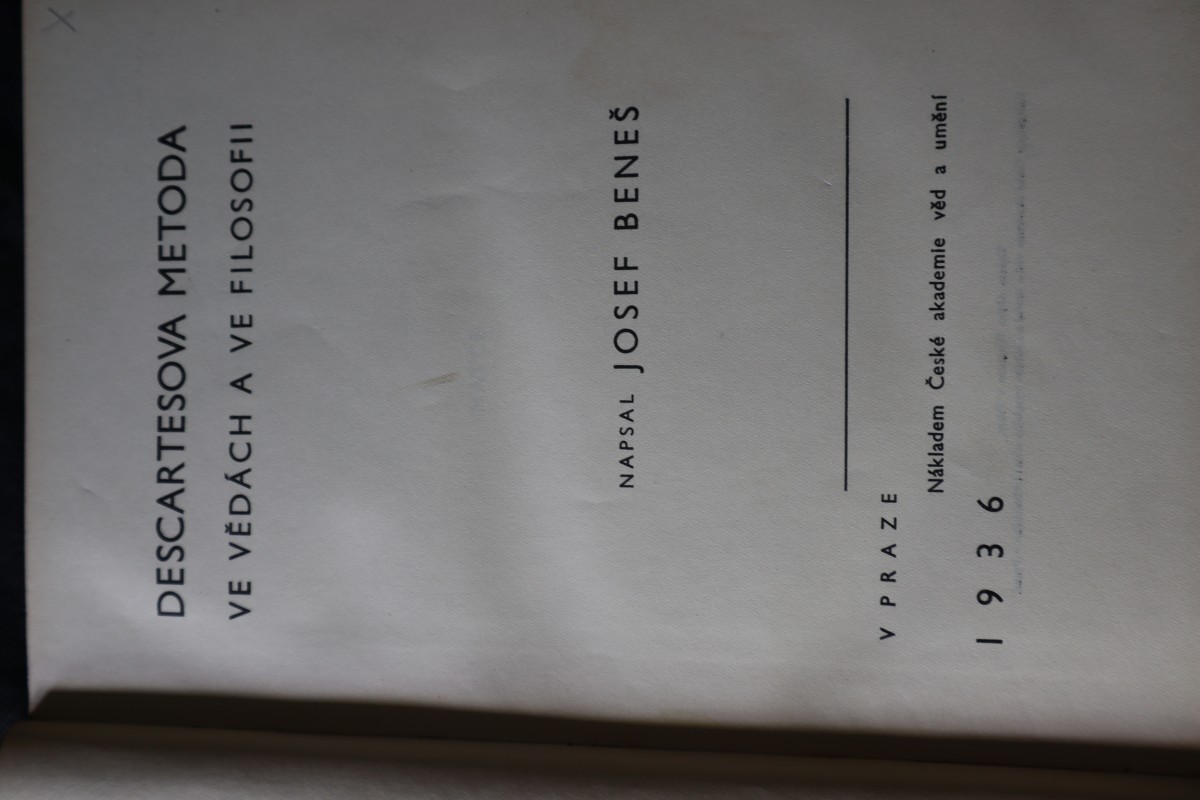 DESCARTESOVA METODA
VE VĚDÁCH A VE FILOSOFII
NAPSAL JOSEF BENEŠ
V PRAZE
Nákladem České akademie věd a umění
1936